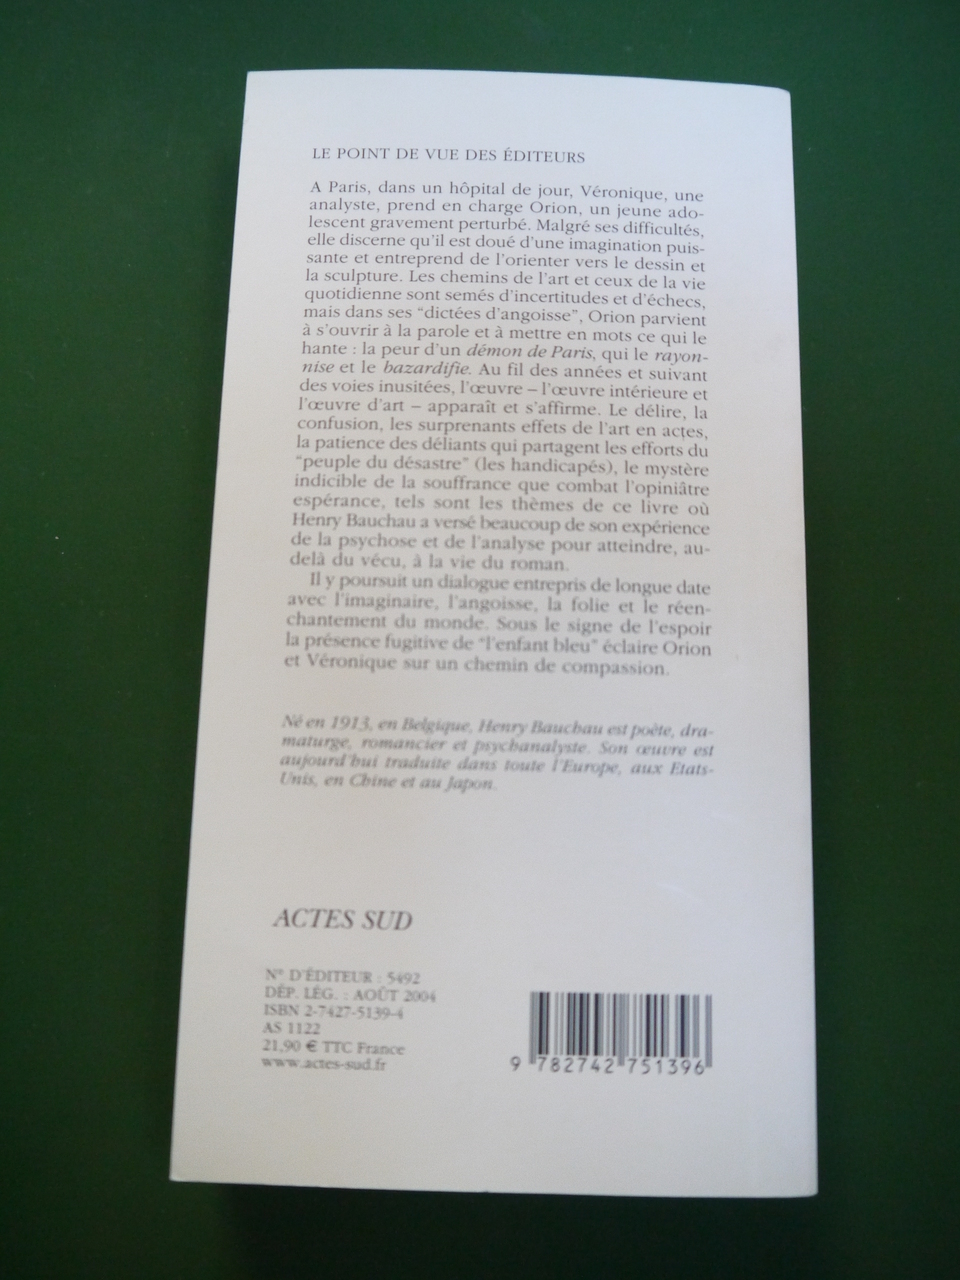 LE POINT DE VUE DES ÉDITEURS
A Paris, dans un hôpital de jour, Véronique, une
analyste, prend en charge Orion, un jeune ado-
lescent gravement perturbé. Malgré ses difficultés,
elle discerne qu'il est doué d'une imagination puis-
sante et entreprend de l'orienter vers le dessin et
la sculpture. Les chemins de l'art et ceux de la vie
quotidienne sont semés d'incertitudes et d'échecs,
mais dans ses "dictées d'angoisse", Orion parvient
à s'ouvrir à la parole et à mettre en mots ce qui le
hante : la peur d'un démon de Paris, qui le rayon-
nise et le bazardifie. Au fil des années et suivant
des voies inusitées, l'œuvre – l'œuvre intérieure et
l'œuvre d'art – apparaît et s'affirme. Le délire, la
confusion, les surprenants effets de l'art en actes,
la patience des déliants qui partagent les efforts du
"peuple du désastre" (les handicapés), le mystère
indicible de la souffrance que combat l'opiniâtre
espérance, tels sont les thèmes de ce livre où
Henry Bauchau a versé beaucoup de son expérience
de la psychose et de l'analyse pour atteindre, au-
delà du vécu, à la vie du roman.
Il y poursuit un dialogue entrepris de longue date
avec l'imaginaire, l'angoisse, la folie et le réen-
chantement du monde. Sous le signe de l'espoir
la présence fugitive de "l'enfant bleu" éclaire Orion
et Véronique sur un chemin de compassion.
Né en 1913, en Belgique, Henry Bauchau est poète, dra-
maturge, romancier et psychanalyste. Son œuvre est
aujourd'hui traduite dans toute l'Europe, aux Etats-
Unis, en Chine et au Japon.
ACTES SUD
N° D'ÉDITEUR : 5492
DÉP. LÉG. : AOÛT 2004
ISBN 2-7427-5139-4
AS 1122
21,90 € TTC France
www.actes-sud.fr
9 782742 751396